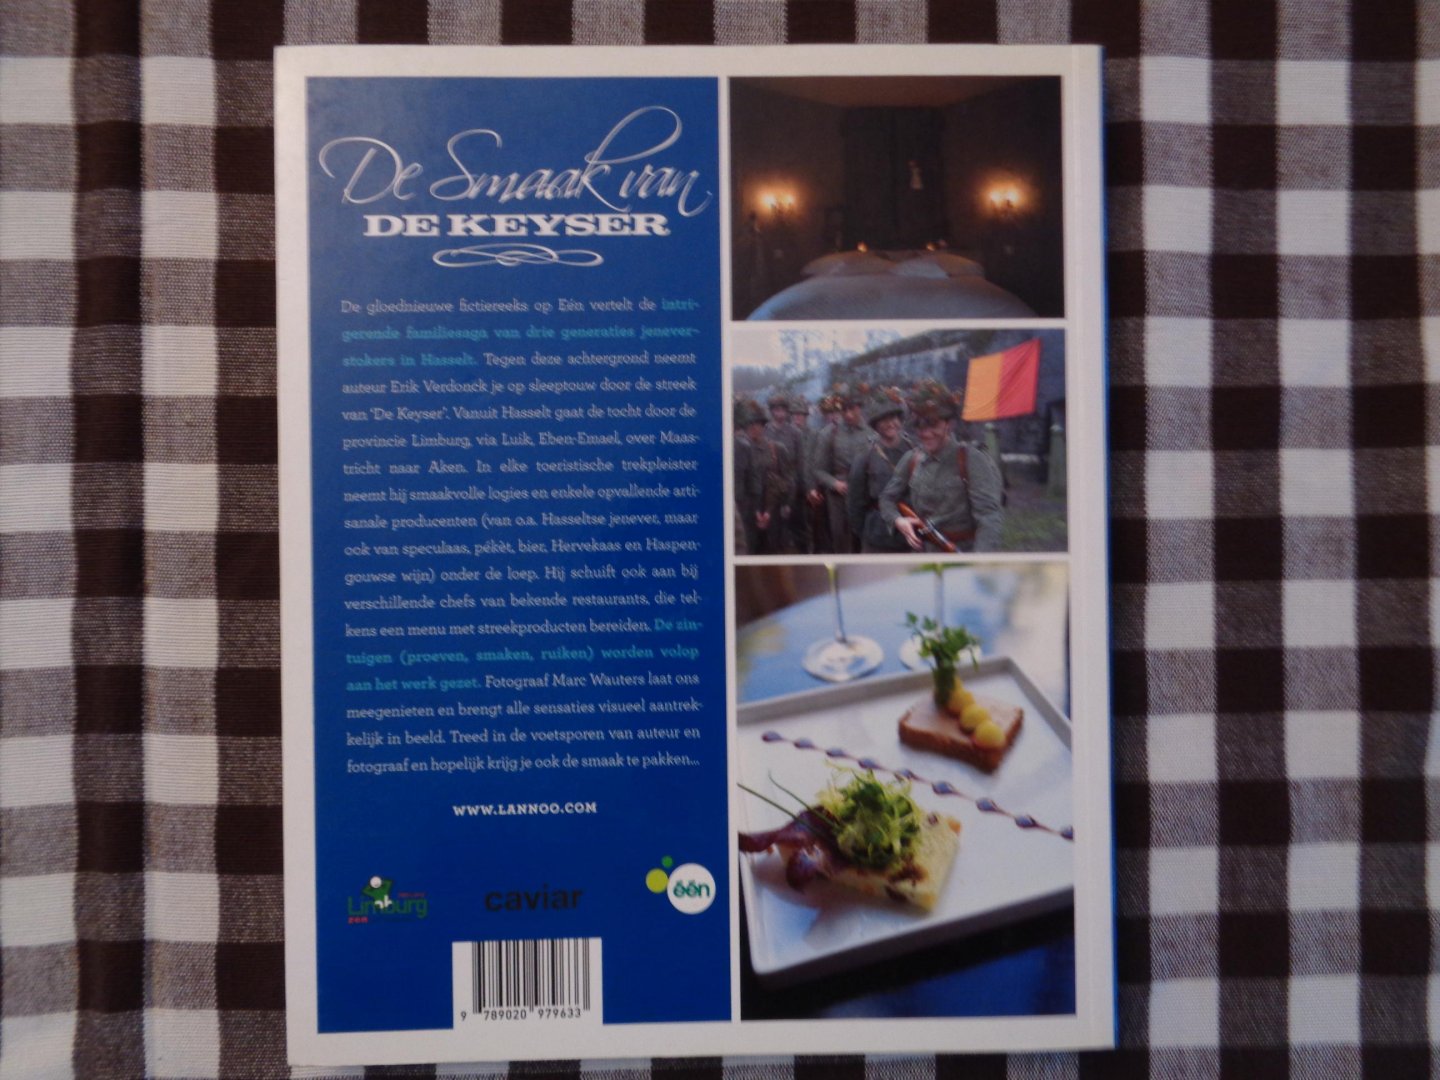 De Smaak van
DE KEYSER
De gloednieuwe fictiereeks op Eén vertelt de intri-
gerende familiesaga van drie generaties jenever-
stokers in Hasselt. Tegen deze achtergrond neemt
auteur Erik Verdonck je op sleeptouw door de streek
van 'De Keyser'. Vanuit Hasselt gaat de tocht door de
provincie Limburg, via Luik, Eben-Emael, over Maas-
tricht naar Aken. In elke toeristische trekpleister
neemt hij smaakvolle logies en enkele opvallende arti-
sanale producenten (van o.a. Hasseltse jenever, maar
ook van speculaas, pékèt, bier, Hervekaas en Haspen-
gouwse wijn) onder de loep. Hij schuift ook aan bij
verschillende chefs van bekende restaurants, die tel-
kens een menu met streekproducten bereiden. De zin-
tuigen (proeven, smaken, ruiken) worden volop
aan het werk gezet. Fotograaf Marc Wauters laat ons
meegenieten en brengt alle sensaties visueel aantrek-
kelijk in beeld. Treed in de voetsporen van auteur en
fotograaf en hopelijk krijg je ook de smaak te pakken...
WWW.LANNOO.COM
Limburg
caviar
één
9 789020 979633